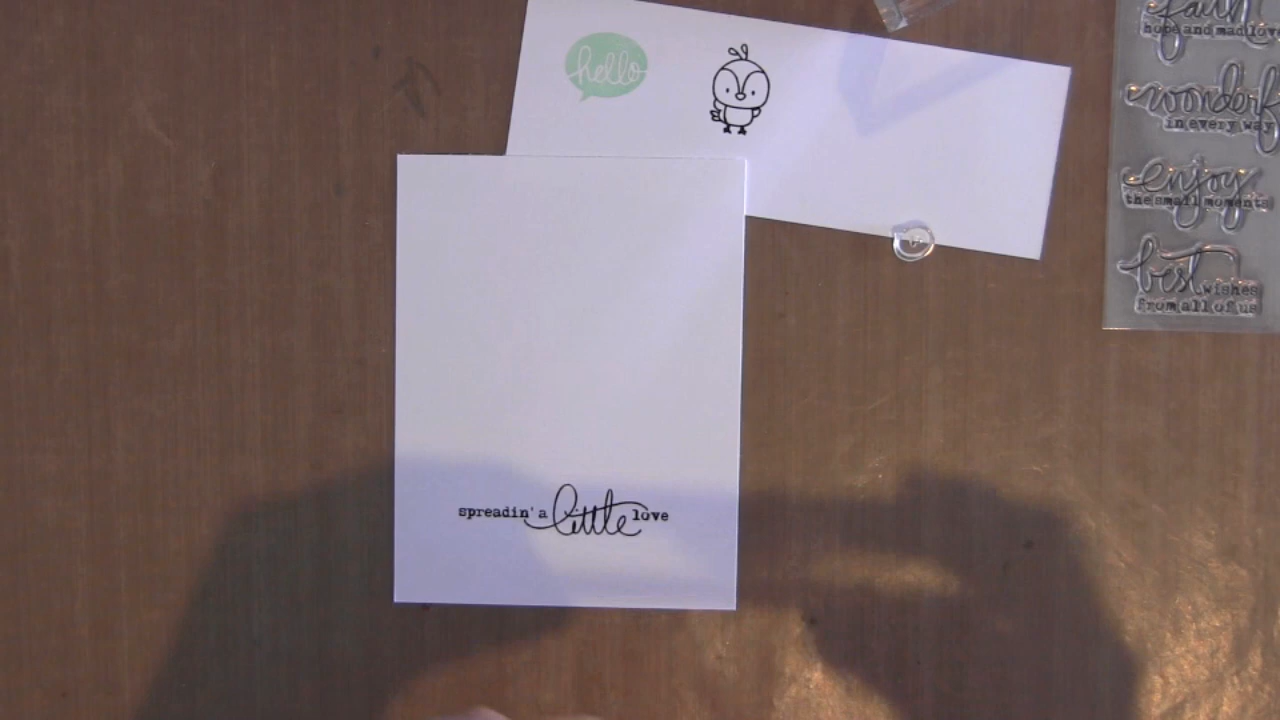 hello
spreadin' a little love
faith
hope and mad love
in every way
enjoy
the small moments
best wishes
from all of us